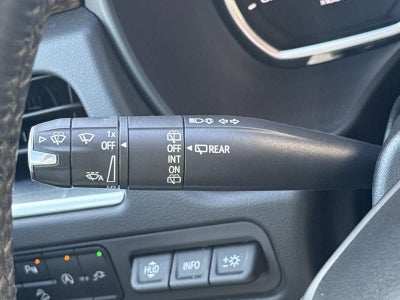 1x
OFF
OFF
INT
ON
REAR
A
HUD
INFO